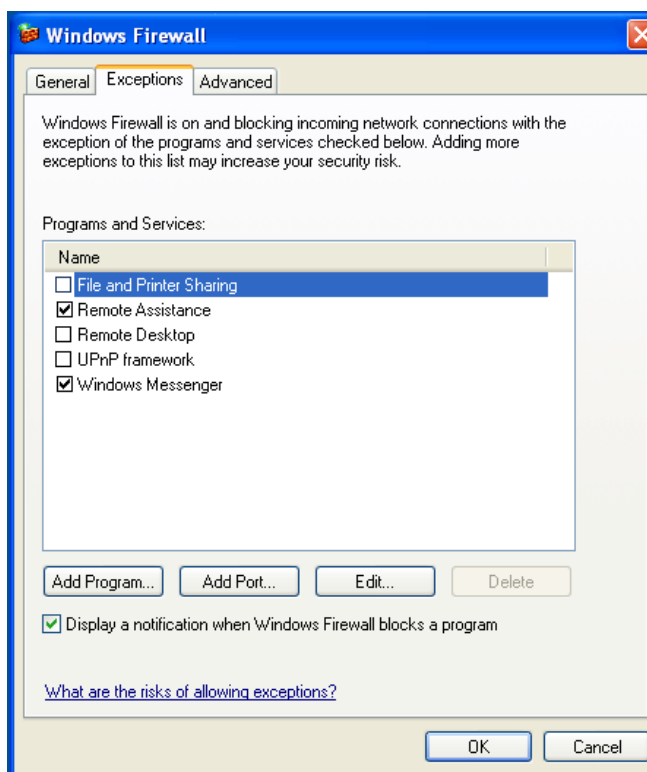 Windows Firewall
General Exceptions Advanced
Windows Firewall is on and blocking incoming network connections with the
exception of the programs and services checked below. Adding more
exceptions to this list may increase your security risk.
Programs and Services:
Name
File and Printer Sharing
Remote Assistance
Remote Desktop
UPnP framework
Windows Messenger
Add Program... Add Port... Edit... Delete
Display a notification when Windows Firewall blocks a program
What are the risks of allowing exceptions?
OK Cancel